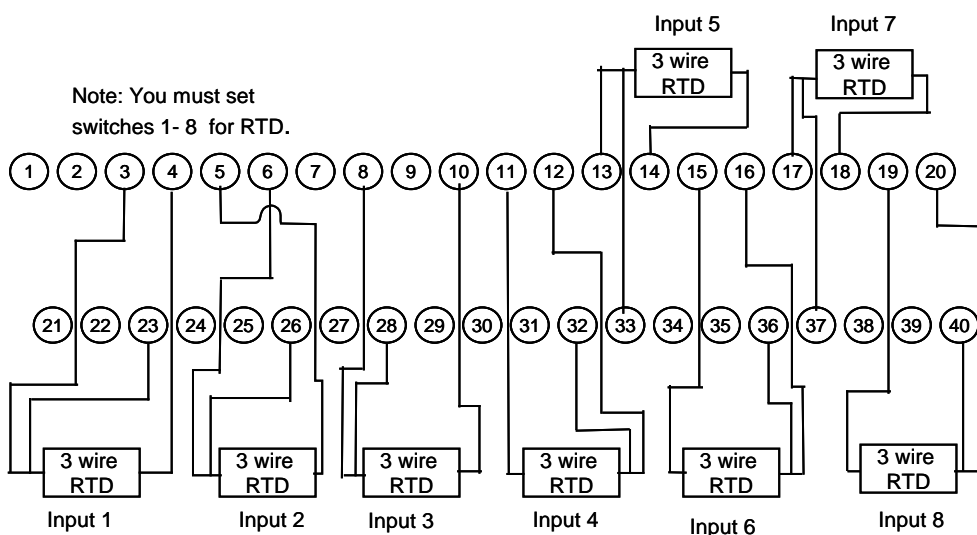 Input 5
Input 7
3 wire
RTD
3 wire
RTD
Note: You must set
switches 1- 8 for RTD.
1 2 3 4 5 6 7 8 9 10 11 12 13 14 15 16 17 18 19 20
21 22 23 24 25 26 27 28 29 30 31 32 33 34 35 36 37 38 39 40
3 wire
RTD
3 wire
RTD
3 wire
RTD
3 wire
RTD
3 wire
RTD
3 wire
RTD
Input 1
Input 2
Input 3
Input 4
Input 6
Input 8